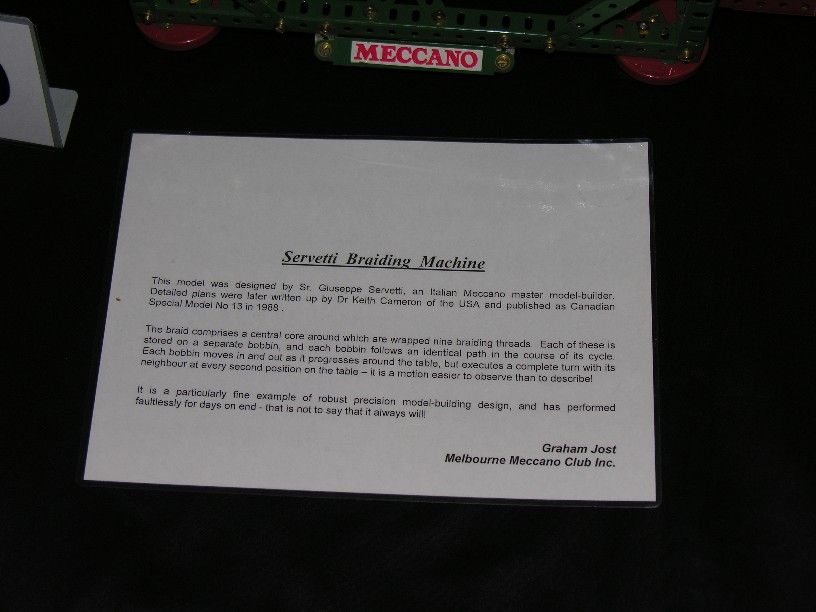 MECCANO
Servetti Braiding Machine
This model was designed by Sr. Giuseppe Servetti, an Italian Meccano master model-builder.
Detailed plans were later written up by Dr Keith Cameron of the USA and published as Canadian
Special Model No 13 in 1988 .
The braid comprises a central core around which are wrapped nine braiding threads. Each of these is
stored on a separate bobbin, and each bobbin follows an identical path in the course of its cycle.
Each bobbin moves in and out as it progresses around the table, but executes a complete turn with its
neighbour at every second position on the table – it is a motion easier to observe than to describe!
It is a particularly fine example of robust precision model-building design, and has performed
faultlessly for days on end - that is not to say that it always will!
Graham Jost
Melbourne Meccano Club Inc.